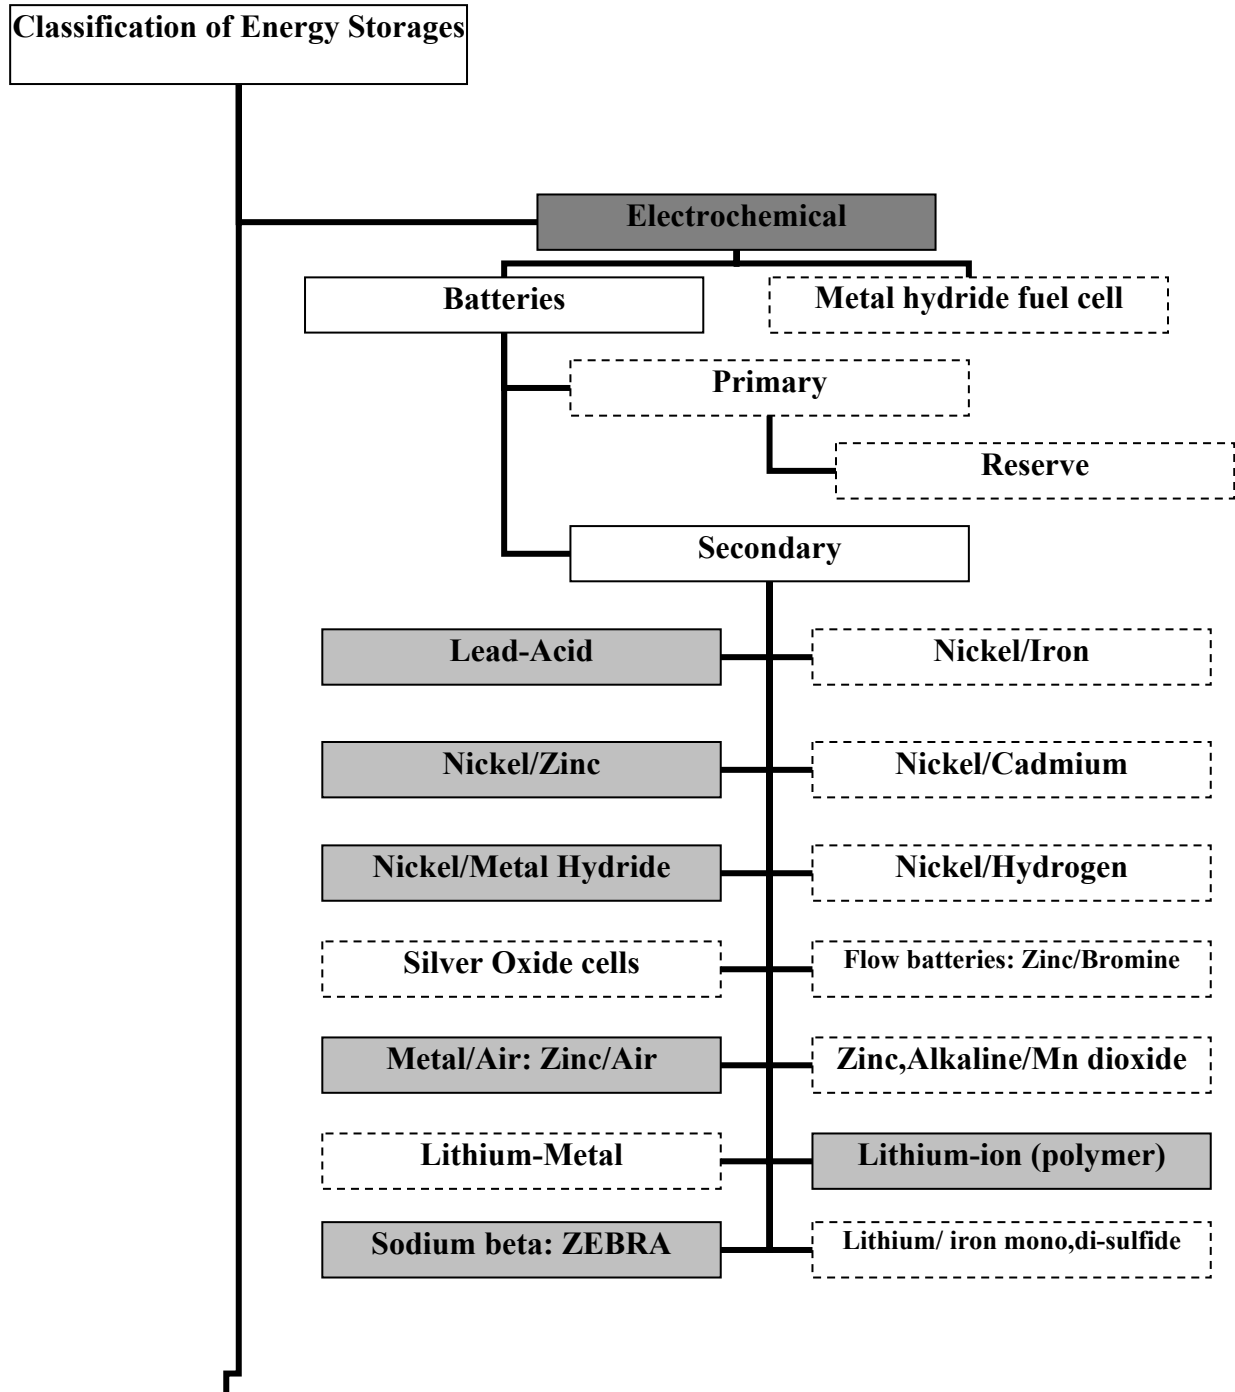 Classification of Energy Storages
Electrochemical
Batteries
Metal hydride fuel cell
Primary
Reserve
Secondary
Lead-Acid
Nickel/Iron
Nickel/Zinc
Nickel/Cadmium
Nickel/Metal Hydride
Nickel/Hydrogen
Silver Oxide cells
Flow batteries: Zinc/Bromine
Metal/Air: Zinc/Air
Zinc,Alkaline/Mn dioxide
Lithium-Metal
Lithium-ion (polymer)
Sodium beta: ZEBRA
Lithium/ iron mono,di-sulfide